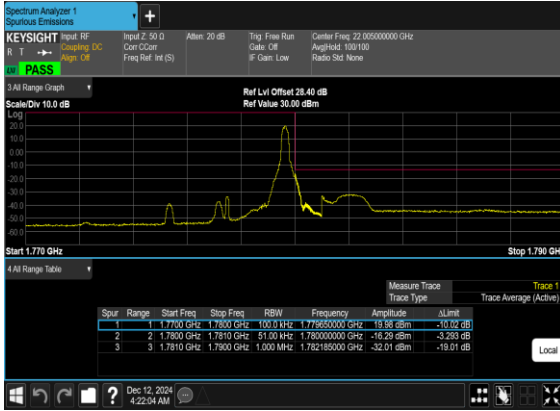 Spectrum Analyzer 1
Spurious Emissions
KEYSIGHT Input: RF Input Z: 50 Ω Atten: 20 dB Trig: Free Run Center Freq: 22.005000000 GHz
R T Coupling: DC Corr CCorr Gate: Off Avg|Hold: 100/100
Align: Off Freq Ref: Int (S) IF Gain: Low Radio Std: None
PASS
3 All Range Graph
Ref Lvl Offset 28.40 dB
Scale/Div 10.0 dB Ref Value 30.00 dBm
Log
20.0
10.0
0.00
-10.0
-20.0
-30.0
-40.0
-50.0
-60.0
Start 1.770 GHz Stop 1.790 GH
4 All Range Table
Measure Trace Trace 1
Trace Type Trace Average (Active)
Spur Range Start Freq Stop Freq RBW Frequency Amplitude ΔLimit
1 1 1.7700 GHz 1.7800 GHz 100.0 kHz 1.779650000 GHz 19.98 dBm -10.02 dB
2 2 1.7800 GHz 1.7810 GHz 51.00 kHz 1.780000000 GHz -16.29 dBm -3.293 dB
3 3 1.7810 GHz 1.7900 GHz 1.000 MHz 1.782185000 GHz -32.01 dBm -19.01 dB
Local
Dec 12, 2024
4:22:04 AM